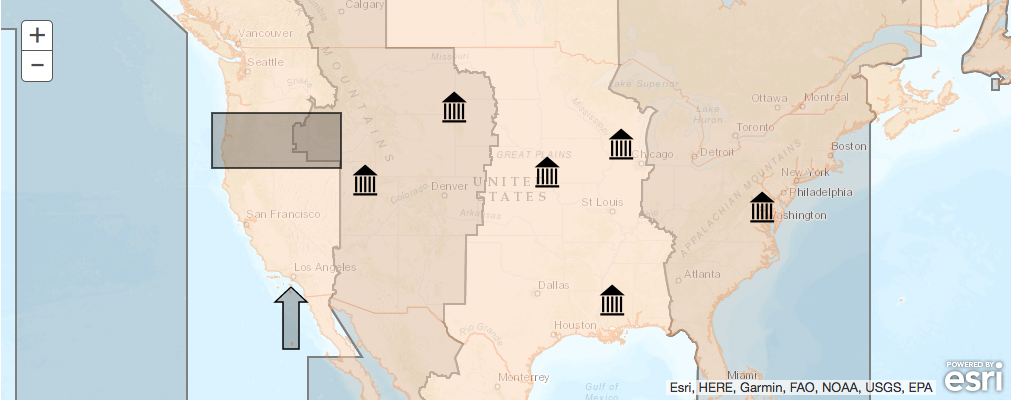 +
−
Calgary
Vancouver
Seattle
MOUNTAINS
Missouri
Lake Superior
Ottawa
Montreal
Lake
Huron
Toronto
Boston
GREAT PLAINS
Chicago
Detroit
New York
APPALACHIAN MOUNTAINS
Philadelphia
Colorado
Denver
UNITED
STATES
St Louis
Washington
San Francisco
Arkansas
Los Angeles
Atlanta
Dallas
Houston
Rio Grande
Monterrey
Miami
Gulf of
Mexico
Esri, HERE, Garmin, FAO, NOAA, USGS, EPA
POWERED BY
esri